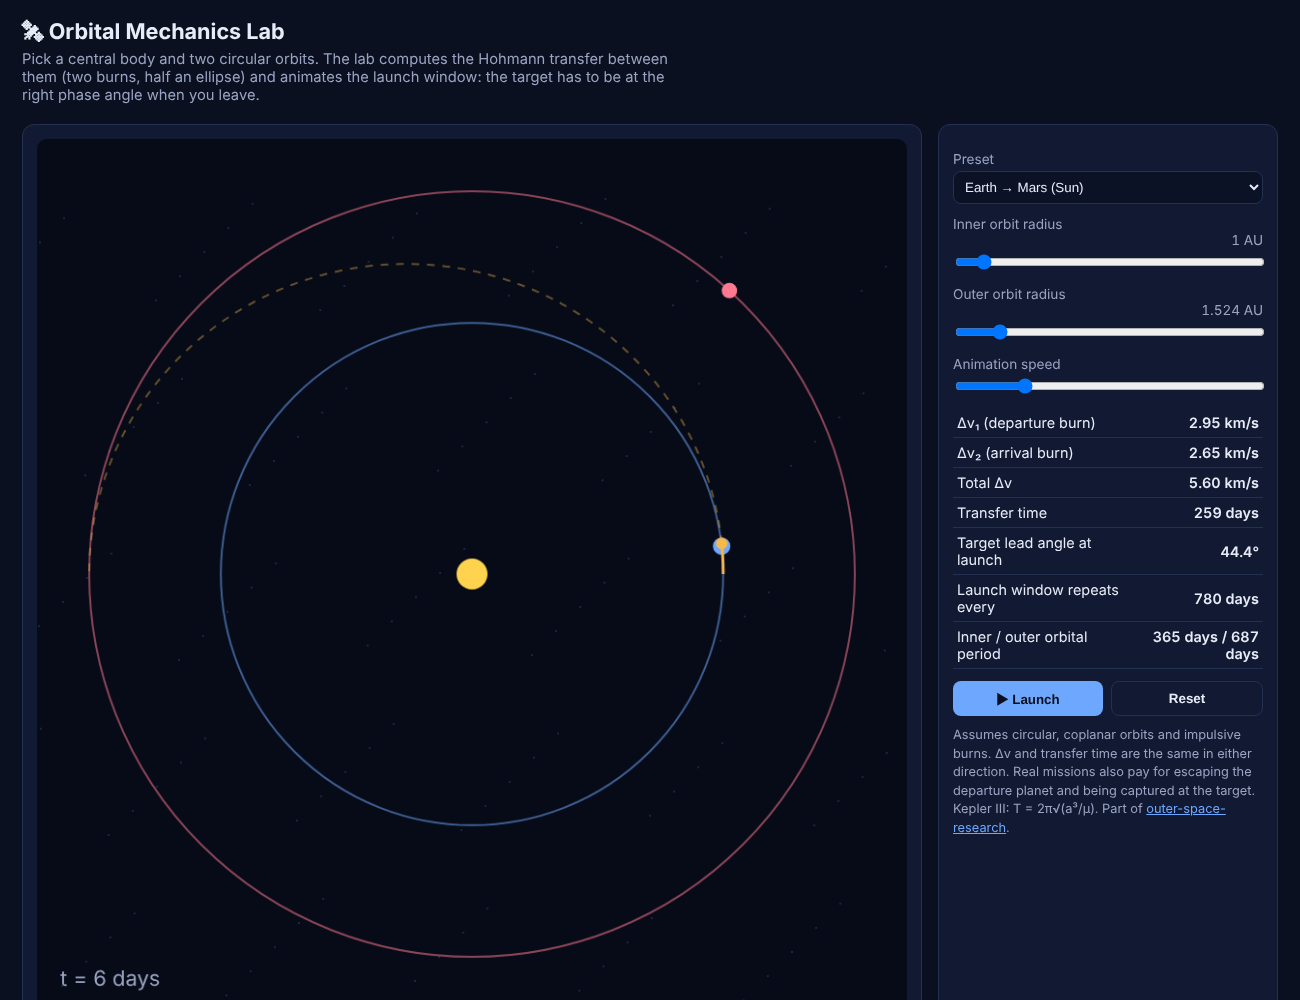 🛰 Orbital Mechanics Lab
Pick a central body and two circular orbits. The lab computes the Hohmann transfer between
them (two burns, half an ellipse) and animates the launch window: the target has to be at the
right phase angle when you leave.
t = 6 days
Preset
Earth → Mars (Sun)
Inner orbit radius
1 AU
Outer orbit radius
1.524 AU
Animation speed
Δv₁ (departure burn) 2.95 km/s
Δv₂ (arrival burn) 2.65 km/s
Total Δv 5.60 km/s
Transfer time 259 days
Target lead angle at
launch 44.4°
Launch window repeats
every 780 days
Inner / outer orbital
period 365 days / 687
days
▶ Launch Reset
Assumes circular, coplanar orbits and impulsive
burns. Δv and transfer time are the same in either
direction. Real missions also pay for escaping the
departure planet and being captured at the target.
Kepler III: T = 2π√(a³/μ). Part of outer-space-
research.